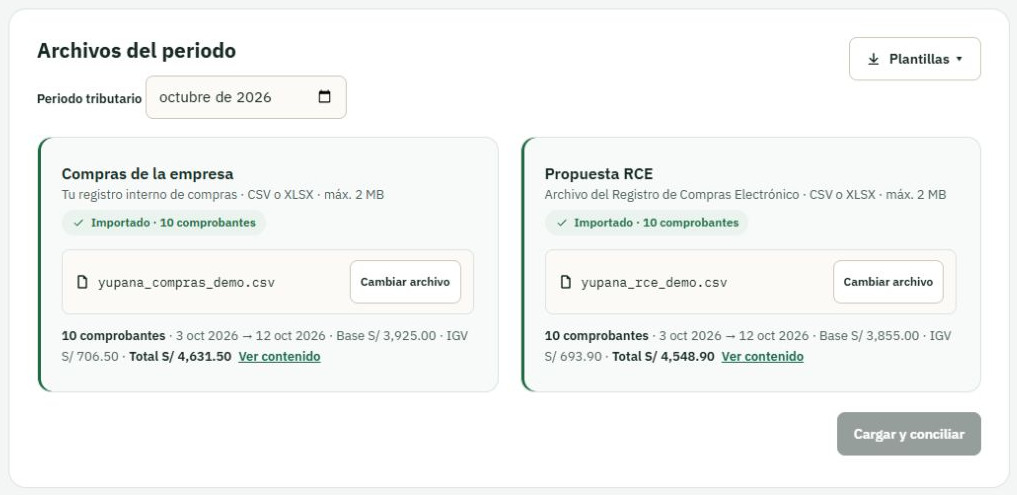 Archivos del periodo
Plantillas
Periodo tributario octubre de 2026
Compras de la empresa
Tu registro interno de compras · CSV o XLSX · máx. 2 MB
Importado · 10 comprobantes
yupana_compras_demo.csv
Cambiar archivo
10 comprobantes · 3 oct 2026 → 12 oct 2026 · Base S/ 3,925.00 · IGV
S/ 706.50 · Total S/ 4,631.50 Ver contenido
Propuesta RCE
Archivo del Registro de Compras Electrónico · CSV o XLSX · máx. 2 MB
Importado · 10 comprobantes
yupana_rce_demo.csv
Cambiar archivo
10 comprobantes · 3 oct 2026 → 12 oct 2026 · Base S/ 3,855.00 · IGV
S/ 693.90 · Total S/ 4,548.90 Ver contenido
Cargar y conciliar